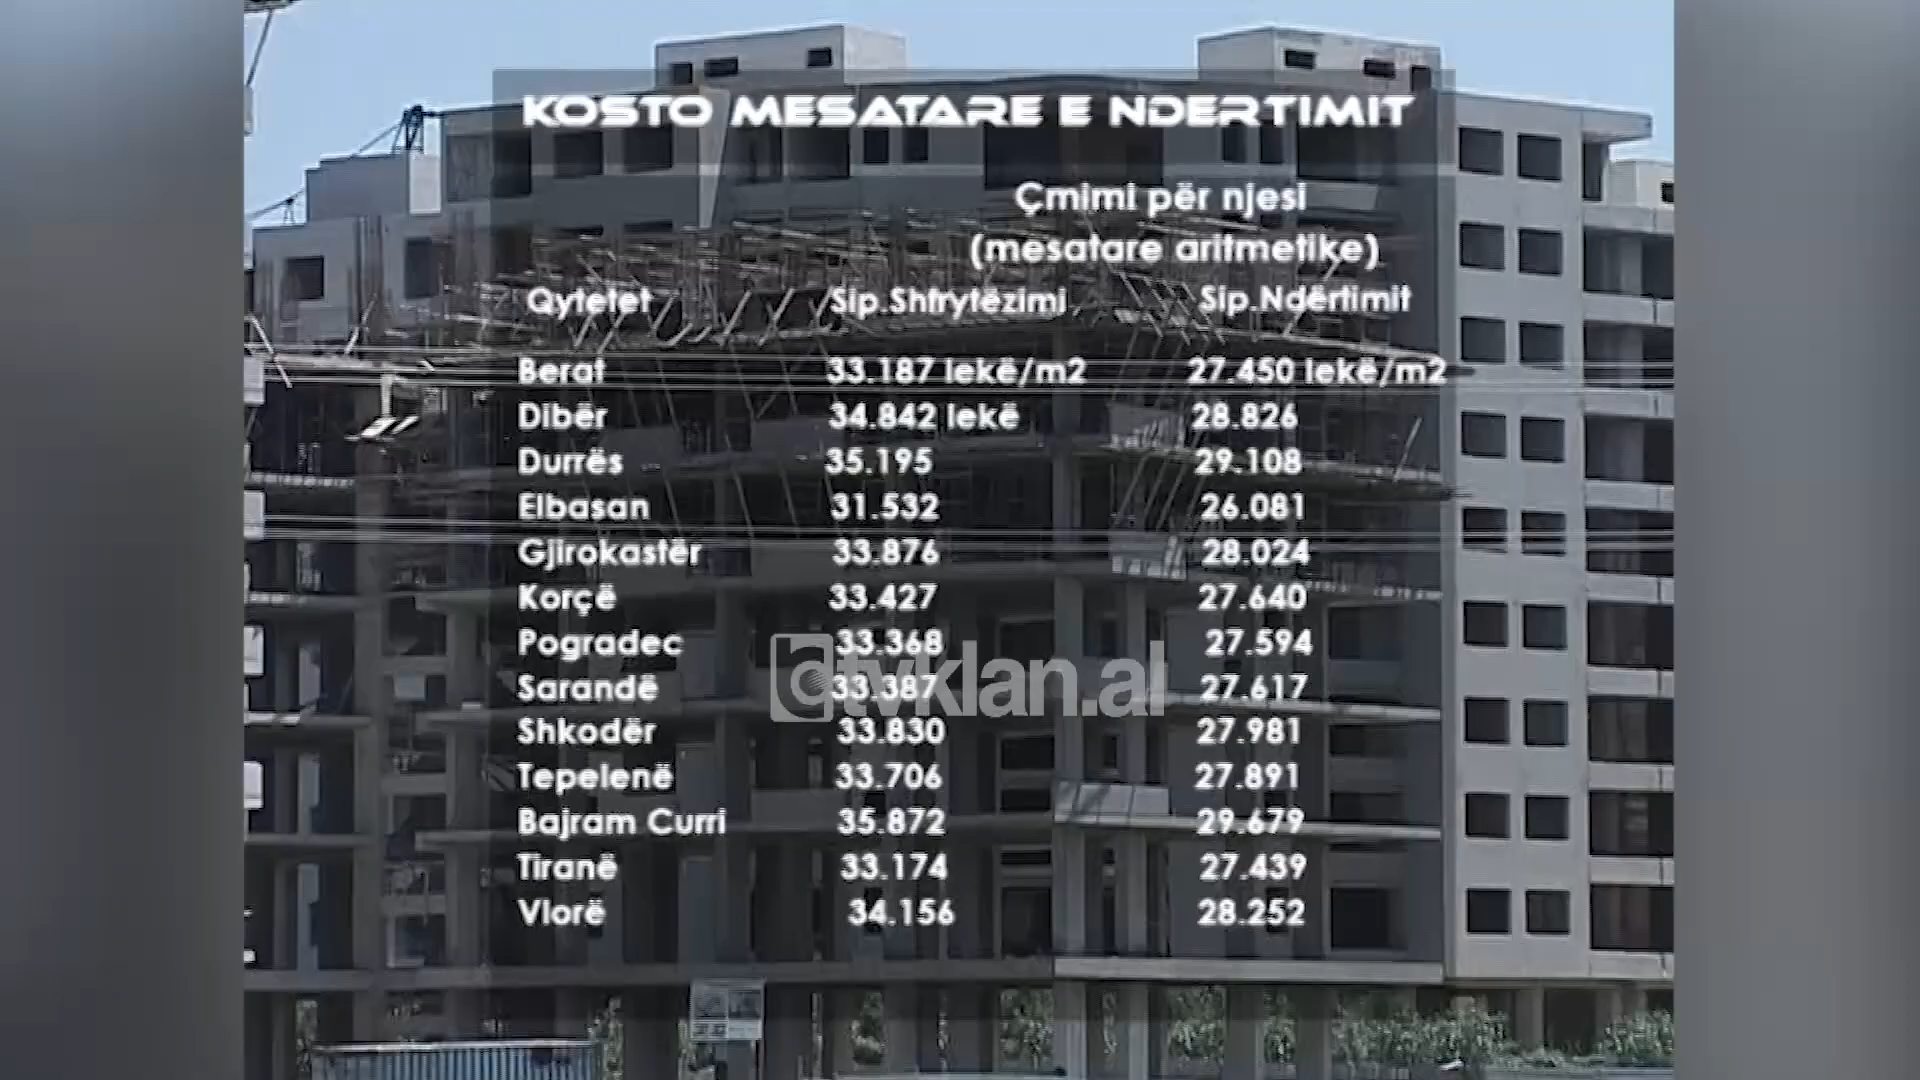 KOSTO MESATARE E NDERTIMIT
Çmimi për njesi
(mesatare aritmetike)
Qytetet Sip.Shfrytëzimi Sip.Ndërtimit
Berat 33.187 lekë/m2 27.450 lekë/m2
Dibër 34.842 lekë 28.826
Durrës 35.195 29.108
Elbasan 31.532 26.081
Gjirokastër 33.876 28.024
Korçë 33.427 27.640
Pogradec 33.368 27.594
Sarandë 33.387 27.617
Shkodër 33.830 27.981
Tepelenë 33.706 27.891
Bajram Curri 35.872 29.679
Tiranë 33.174 27.439
Vlorë 34.156 28.252
tvklan.al